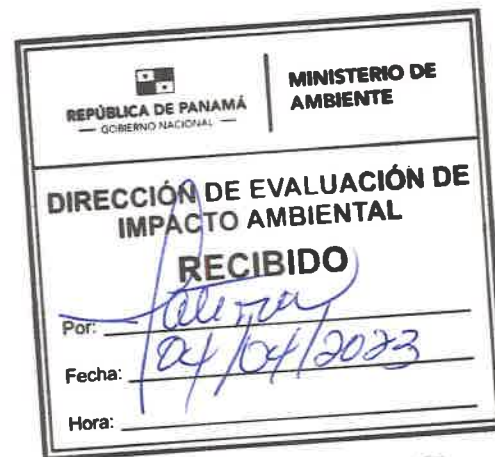 REPÚBLICA DE PANAMÁ
— GOBIERNO NACIONAL —
MINISTERIO DE
AMBIENTE
DIRECCIÓN DE EVALUACIÓN DE
IMPACTO AMBIENTAL
RECIBIDO
Por:
Fecha: 04/04/2023
Hora: